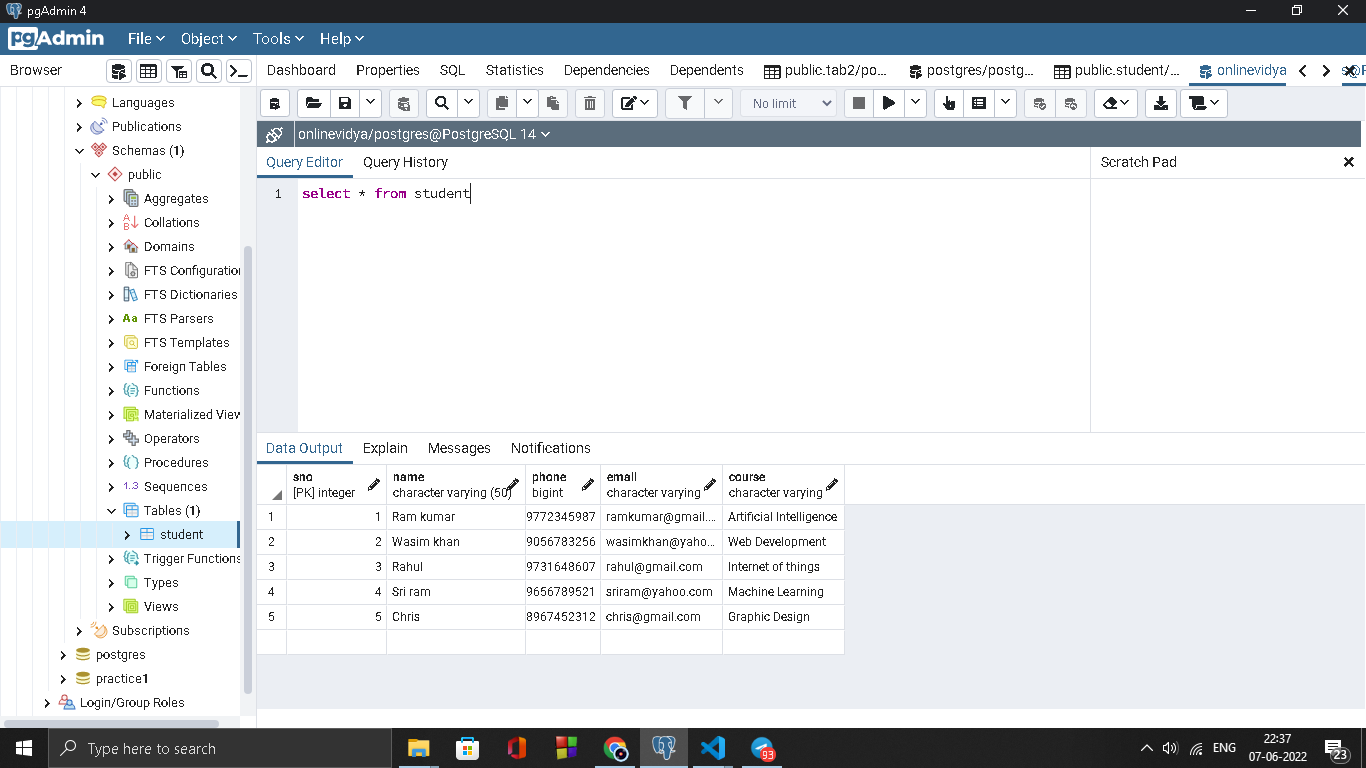 pgAdmin 4
pgAdmin File Object Tools Help
Browser
Dashboard Properties SQL Statistics Dependencies Dependents public.tab2/po... postgres/postg... public.student/... onlinevidya
No limit
onlinevidya/postgres@PostgreSQL 14
Query Editor Query History
Scratch Pad
1 select * from student
Languages
Publications
Schemas (1)
public
Aggregates
Collations
Domains
FTS Configuration
FTS Dictionaries
Aa FTS Parsers
FTS Templates
Foreign Tables
Functions
Materialized View
Operators
Procedures
1.3 Sequences
Tables (1)
student
Trigger Functions
Types
Views
Subscriptions
postgres
practice1
Login/Group Roles
Data Output Explain Messages Notifications
sno name phone email course
[PK] integer character varying (50) bigint character varying character varying
1 1 Ram kumar 9772345987 ramkumar@gmail.... Artificial Intelligence
2 2 Wasim khan 9056783256 wasimkhan@yaho... Web Development
3 3 Rahul 9731648607 rahul@gmail.com Internet of things
4 4 Sri ram 9656789521 sriram@yahoo.com Machine Learning
5 5 Chris 8967452312 chris@gmail.com Graphic Design
Type here to search
93
ENG
22:37
07-06-2022
23